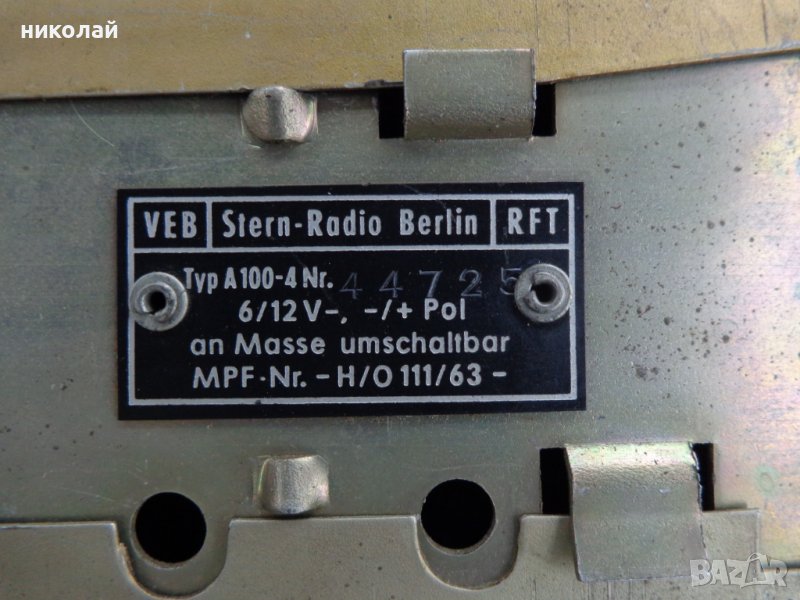 николай
VEB Stern-Radio Berlin RFT
Typ A100-4 Nr. 44725
6/12 V-, -/+ Pol
an Masse umschaltbar
MPF-Nr. - H/O 111/63 -
BAZAR